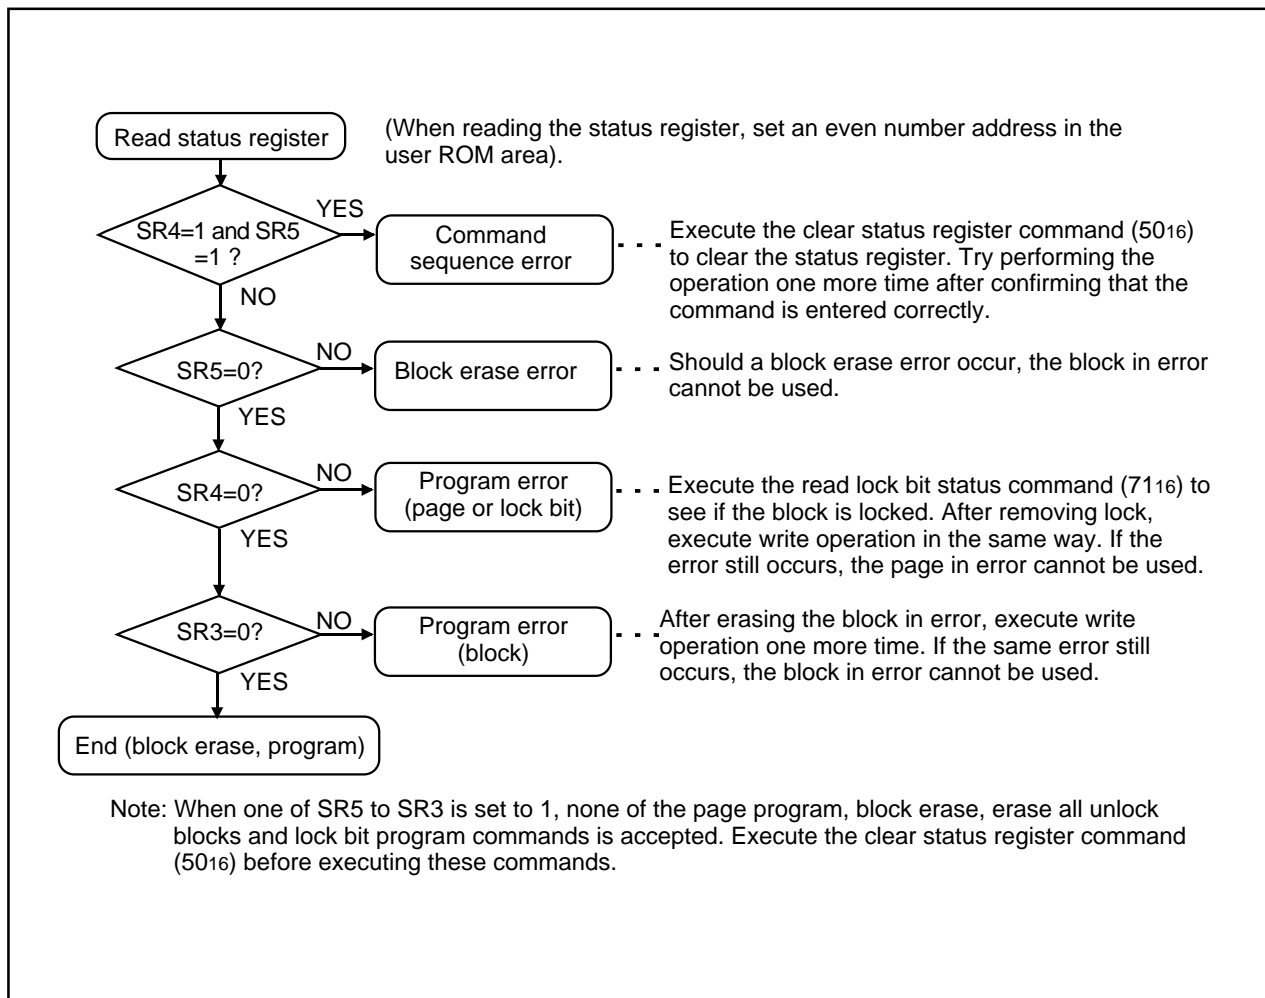 Read status register
(When reading the status register, set an even number address in the
user ROM area).
SR4=1 and SR5
=1 ?
YES
NO
Command
sequence error
Execute the clear status register command (5016)
to clear the status register. Try performing the
operation one more time after confirming that the
command is entered correctly.
SR5=0?
NO
YES
Block erase error
Should a block erase error occur, the block in error
cannot be used.
SR4=0?
NO
YES
Program error
(page or lock bit)
Execute the read lock bit status command (7116) to
see if the block is locked. After removing lock,
execute write operation in the same way. If the
error still occurs, the page in error cannot be used.
SR3=0?
NO
YES
Program error
(block)
After erasing the block in error, execute write
operation one more time. If the same error still
occurs, the block in error cannot be used.
End (block erase, program)
Note: When one of SR5 to SR3 is set to 1, none of the page program, block erase, erase all unlock
blocks and lock bit program commands is accepted. Execute the clear status register command
(5016) before executing these commands.